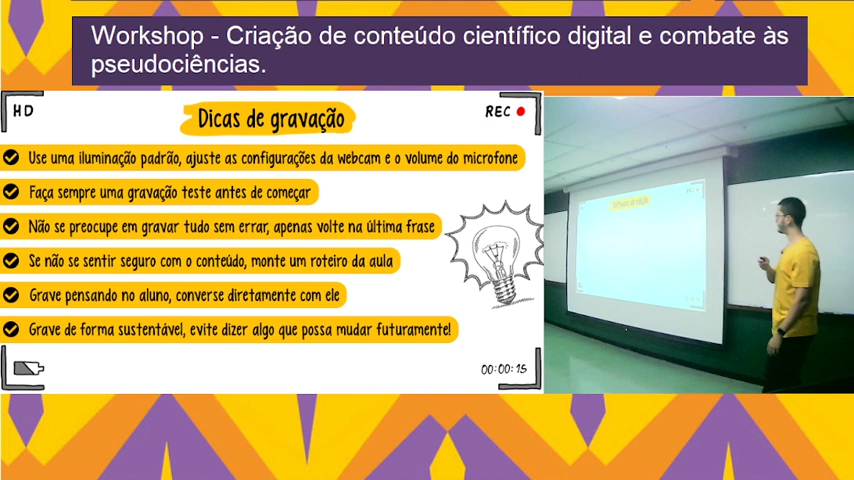 Workshop - Criação de conteúdo científico digital e combate às
pseudociências.
HD
Dicas de gravação
REC
Use uma iluminação padrão, ajuste as configurações da webcam e o volume do microfone
Faça sempre uma gravação teste antes de começar
Não se preocupe em gravar tudo sem errar, apenas volte na última frase
Se não se sentir seguro com o conteúdo, monte um roteiro da aula
Grave pensando no aluno, converse diretamente com ele
Grave de forma sustentável, evite dizer algo que possa mudar futuramente!
00:00:15